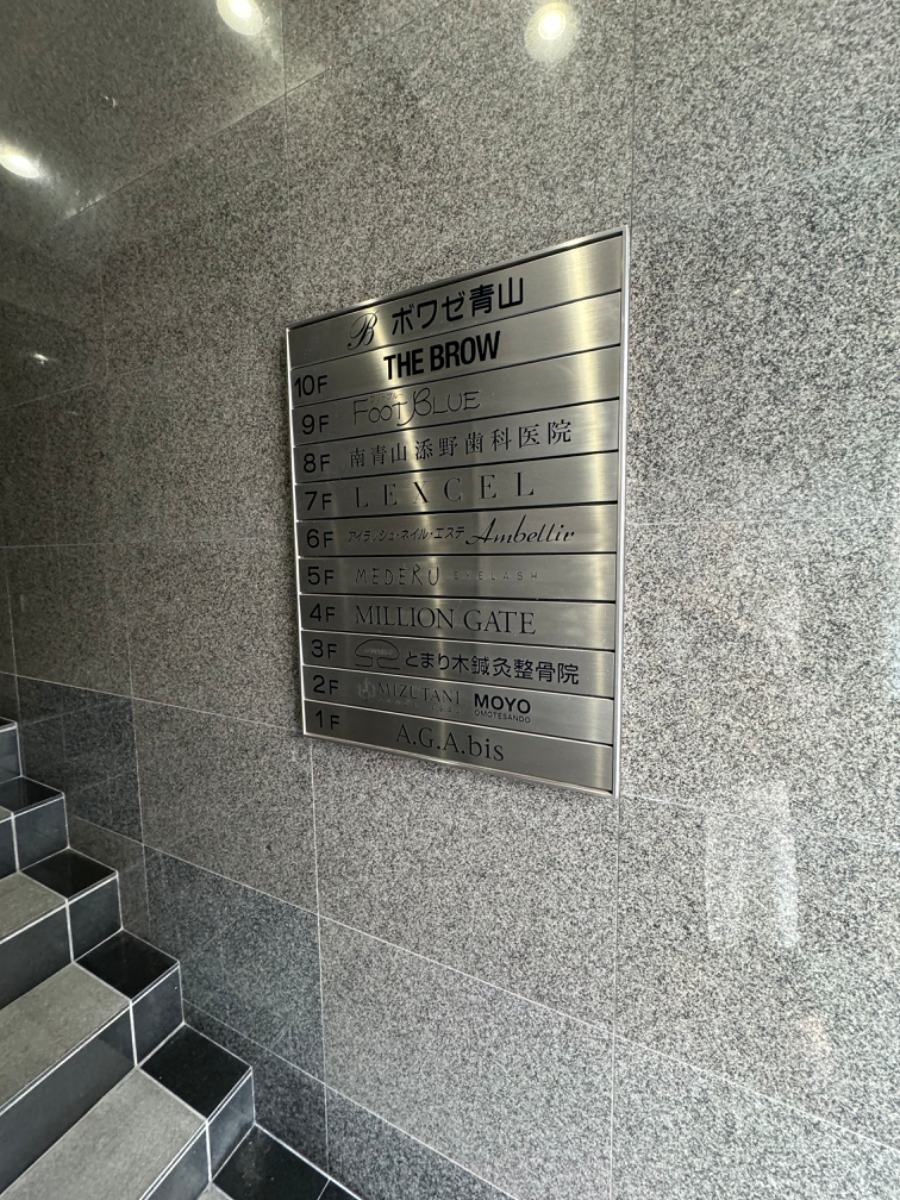 B ボワゼ青山
10F THE BROW
9F FOOT BLUE
8F 南青山添野歯科医院
7F LEXCEL
6F アイラッシュ・ネイル・エステ Ambellir
5F MEDERU EYELASH
4F MILLION GATE
3F とまり木鍼灸整骨院
2F MIZUTANI MOYO OMOTESANDO
1F A.G.A.bis